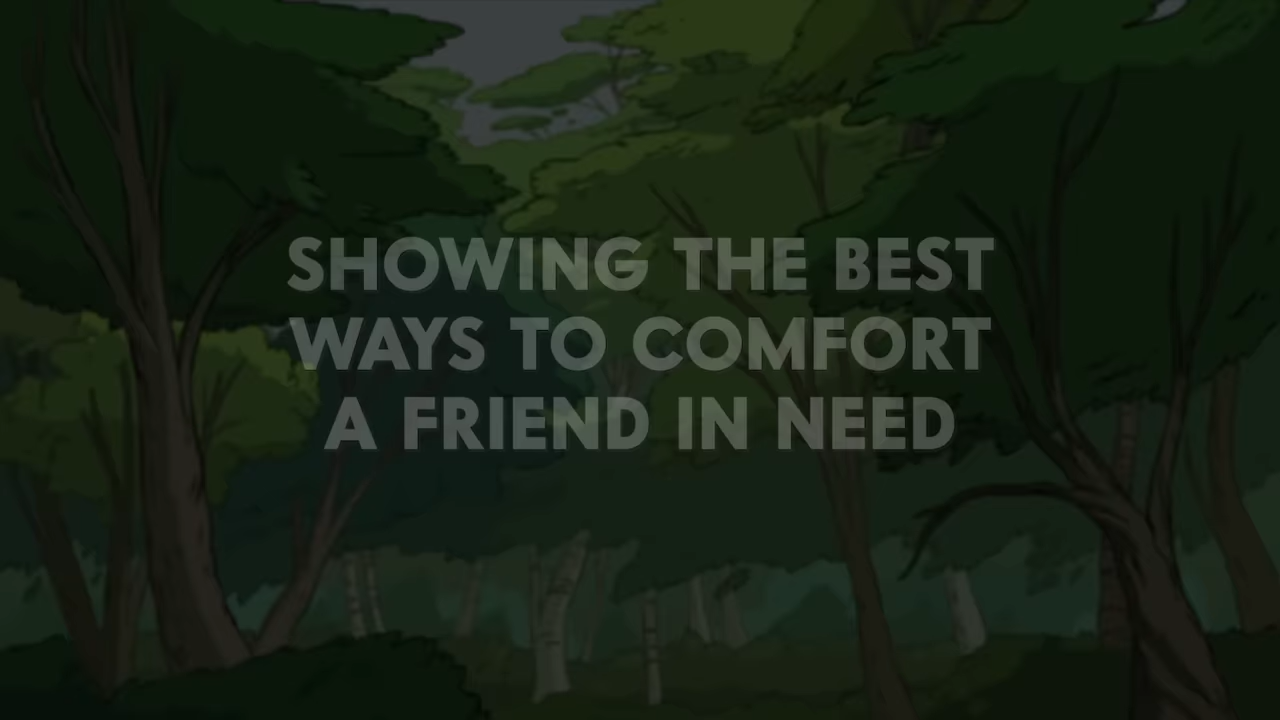 SHOWING THE BEST
WAYS TO COMFORT
A FRIEND IN NEED